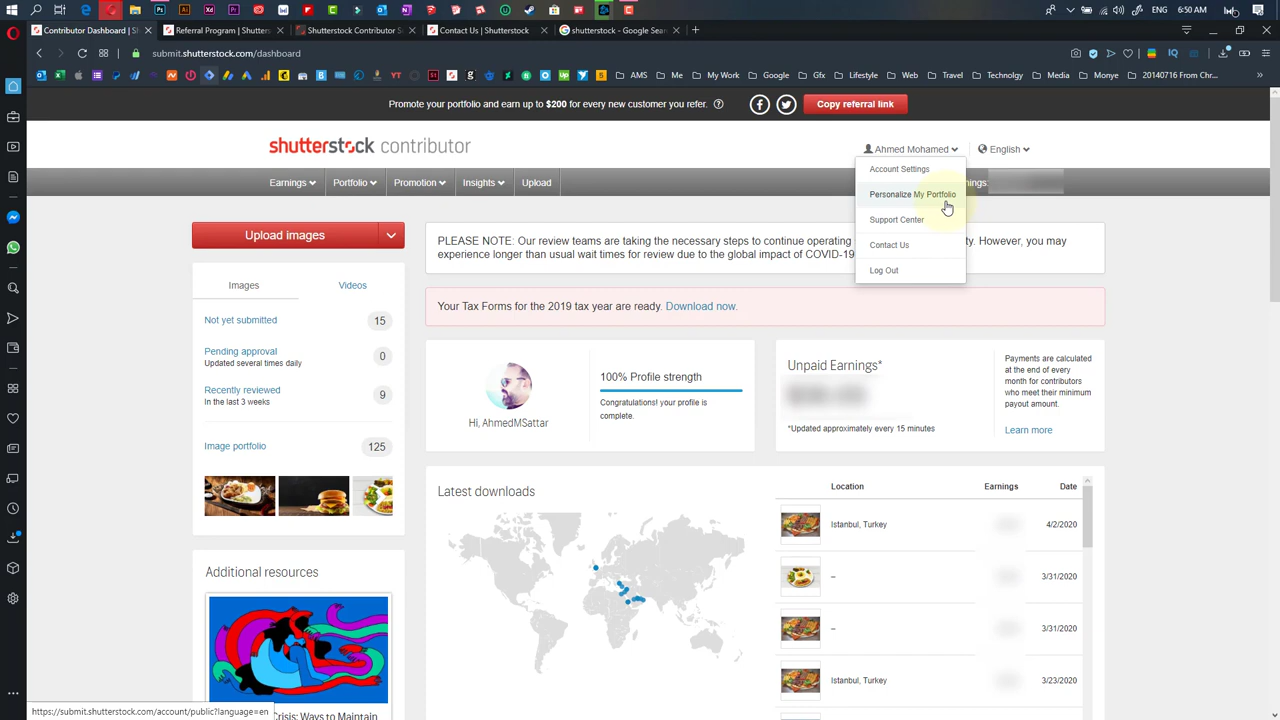 ENG
6:50 AM
Contributor Dashboard | S
Referral Program | Shutters
Shutterstock Contributor S
Contact Us | Shutterstock
shutterstock - Google Sear
submit.shutterstock.com/dashboard
AMS
Me
My Work
Google
Gfx
Lifestyle
Web
Travel
Technolgy
Media
Monye
20140716 From Chr
Promote your portfolio and earn up to $200 for every new customer you refer.
Copy referral link
shutterstock contributor
Ahmed Mohamed
English
Earnings
Portfolio
Promotion
Insights
Upload
nings:
Account Settings
Personalize My Portfolio
Support Center
Contact Us
Log Out
Upload images
PLEASE NOTE: Our review teams are taking the necessary steps to continue operating
ty. However, you may
experience longer than usual wait times for review due to the global impact of COVID-19
Your Tax Forms for the 2019 tax year are ready. Download now.
Images
Videos
Not yet submitted
15
Pending approval
0
Updated several times daily
Recently reviewed
9
In the last 3 weeks
Image portfolio
125
Hi, AhmedMSattar
100% Profile strength
Congratulations! your profile is
complete.
Unpaid Earnings*
*Updated approximately every 15 minutes
Payments are calculated
at the end of every
month for contributors
who meet their minimum
payout amount.
Learn more
Latest downloads
Location
Earnings
Date
Istanbul, Turkey
4/2/2020
–
3/31/2020
–
3/31/2020
Istanbul, Turkey
3/23/2020
Additional resources
Crisis: Ways to Maintain
https://submit.shutterstock.com/account/public?language=en